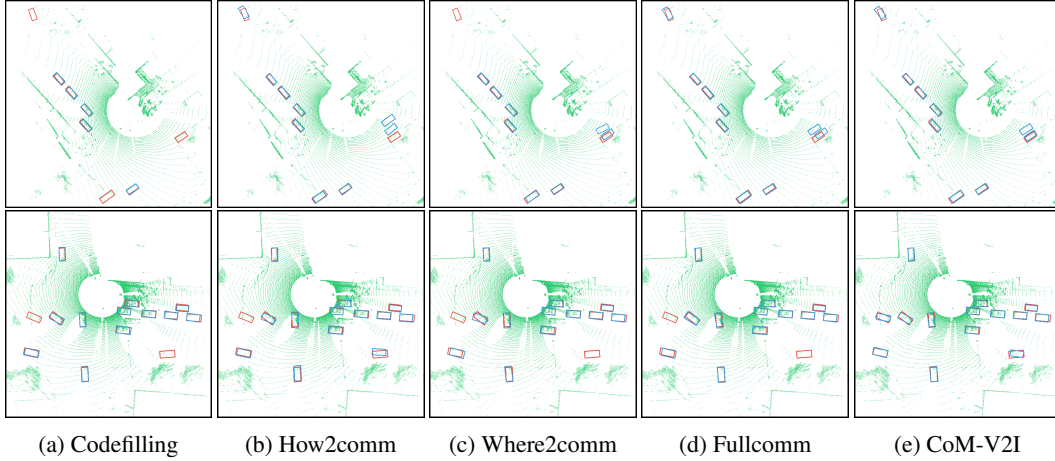 (a) Codefilling
(b) How2comm
(c) Where2comm
(d) Fullcomm
(e) CoM-V2I